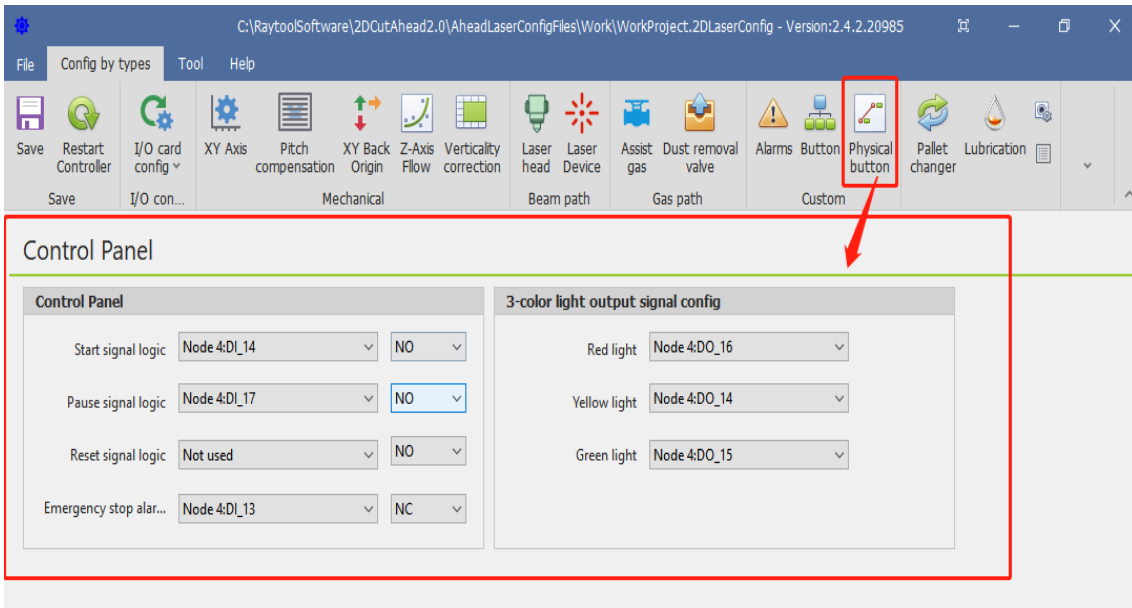 C:\RaytoolSoftware\2DCutAhead2.0\AheadLaserConfigFiles\Work\WorkProject.2DLaserConfig - Version:2.4.2.20985
File Config by types Tool Help
Save Restart Controller I/O card config XY Axis Pitch compensation XY Back Origin Z-Axis Fllow Verticality correction Laser head Laser Device Assist gas Dust removal valve Alarms Button Physical button Pallet changer Lubrication
Save I/O con... Mechanical Beam path Gas path Custom
Control Panel
Control Panel
Start signal logic Node 4:DI_14 NO
Pause signal logic Node 4:DI_17 NO
Reset signal logic Not used NO
Emergency stop alar... Node 4:DI_13 NC
3-color light output signal config
Red light Node 4:DO_16
Yellow light Node 4:DO_14
Green light Node 4:DO_15